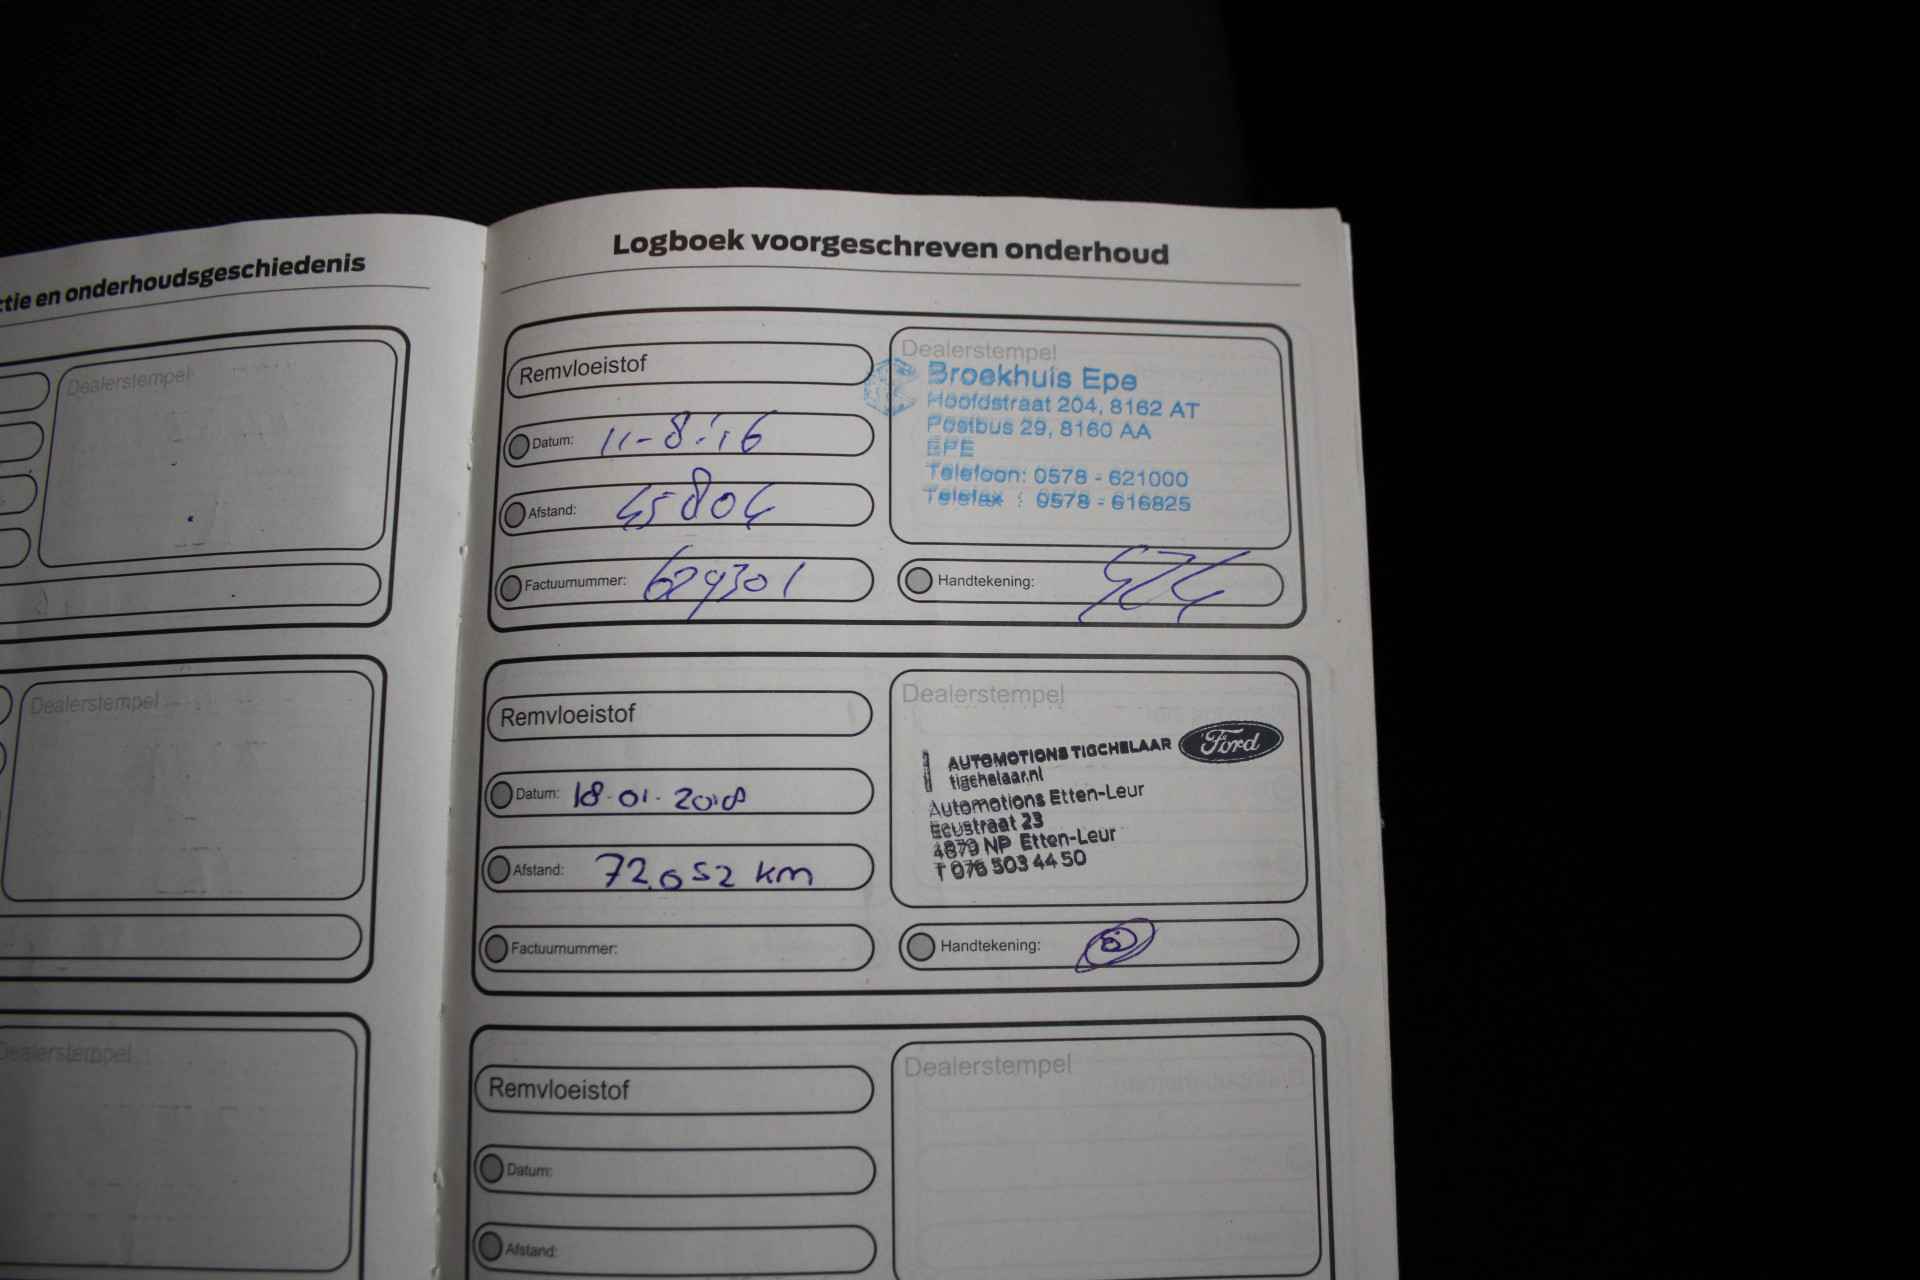 ctie en onderhoudsgeschiedenis
Dealerstempel
Dealerstempel
Dealerstempel
Logboek voorgeschreven onderhoud
Remvloeistof
Datum: 11-8-'16
Afstand: 45804
Factuurnummer: 629301
Dealerstempel
Broekhuis Epe
Hoofdstraat 204, 8162 AT
Postbus 29, 8160 AA
EPE
Telefoon: 0578 - 621000
Telefax : 0578 - 616825
Handtekening:
Remvloeistof
Datum: 18-01-2018
Afstand: 72.052 km
Factuurnummer:
Dealerstempel
AUTOMOTIONS TIGCHELAAR Ford
tigchelaar.nl
Automotions Etten-Leur
Ecustraat 23
4879 NP Etten-Leur
T 076 503 44 50
Handtekening:
Remvloeistof
Datum:
Afstand:
Dealerstempel